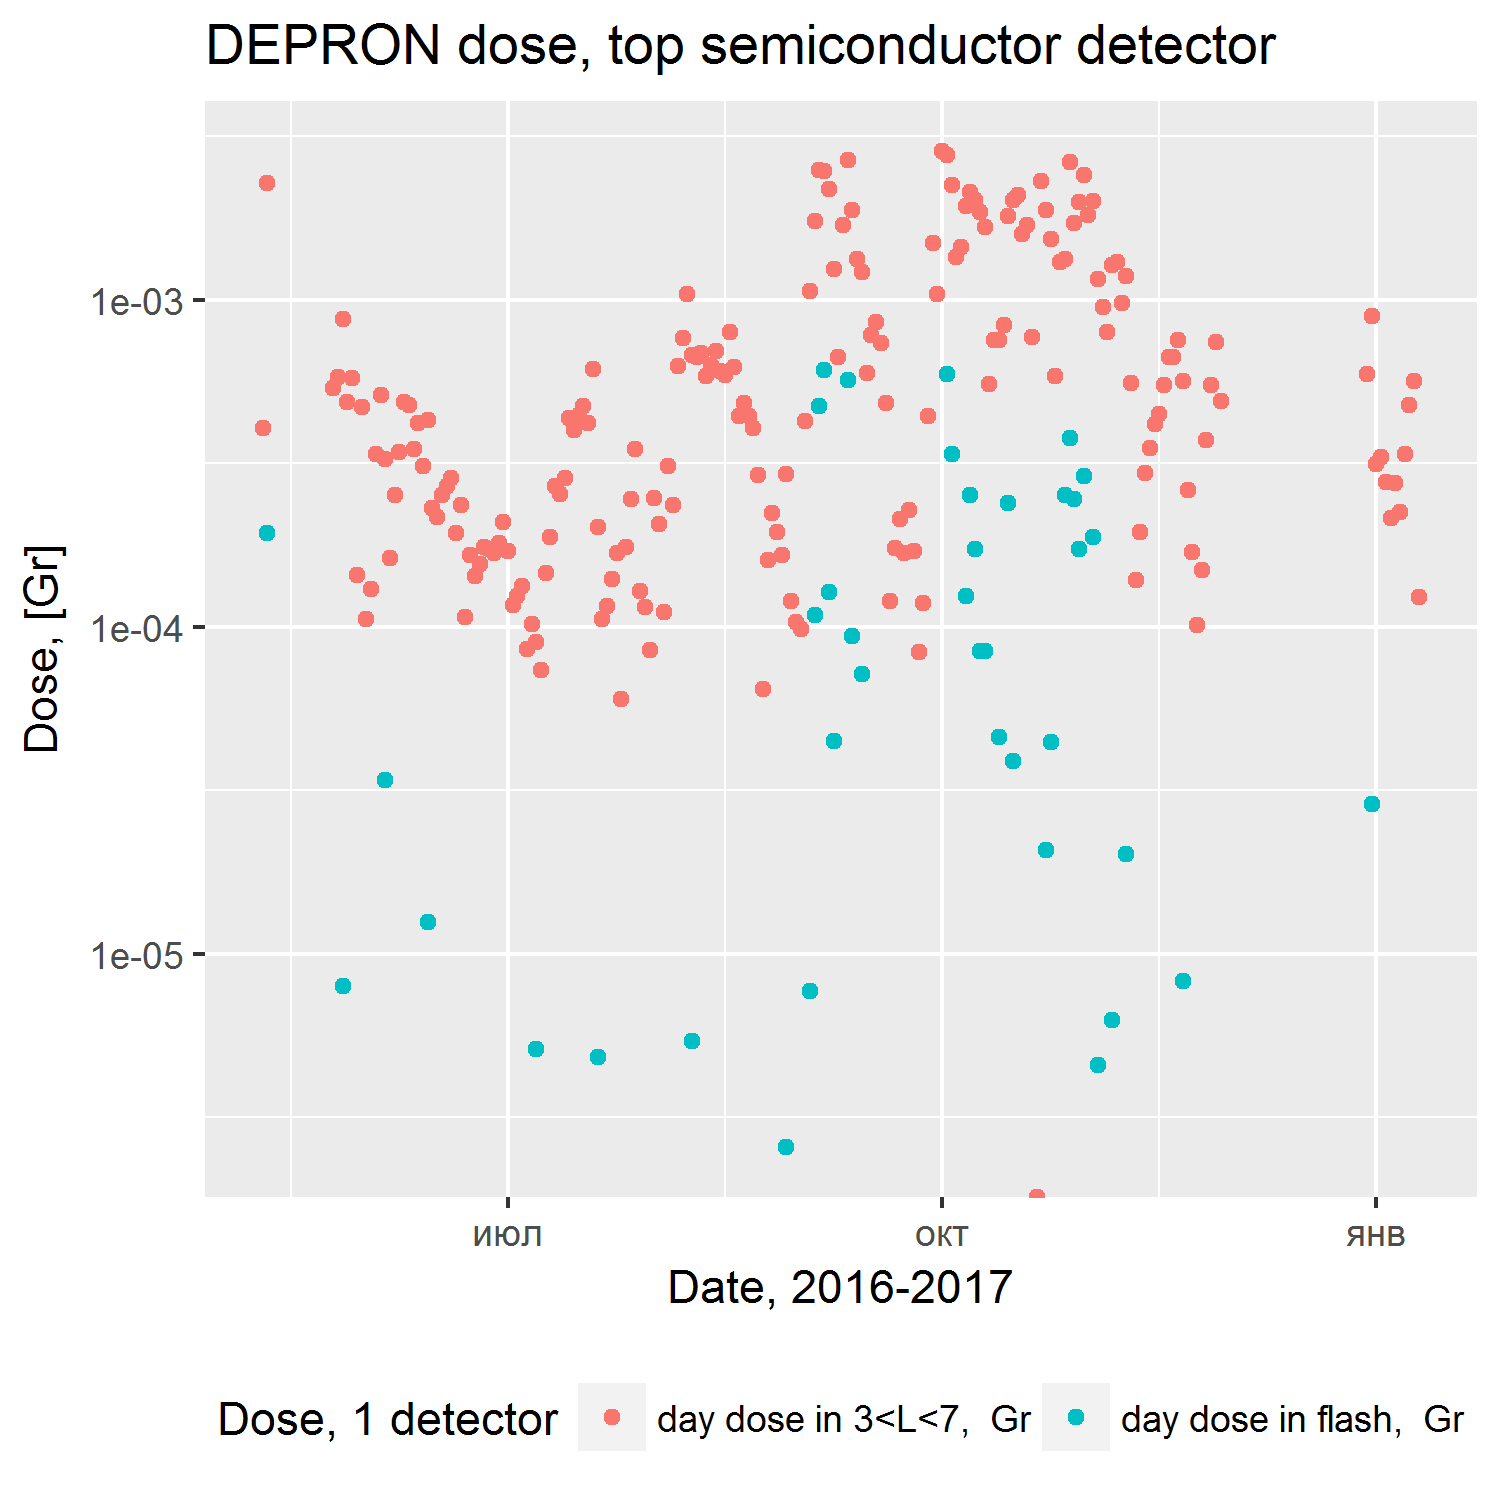 DEPRON dose, top semiconductor detector
Dose, [Gr]
1e-03
1e-04
1e-05
июл
окт
янв
Date, 2016-2017
Dose, 1 detector
day dose in 3<L<7, Gr
day dose in flash, Gr